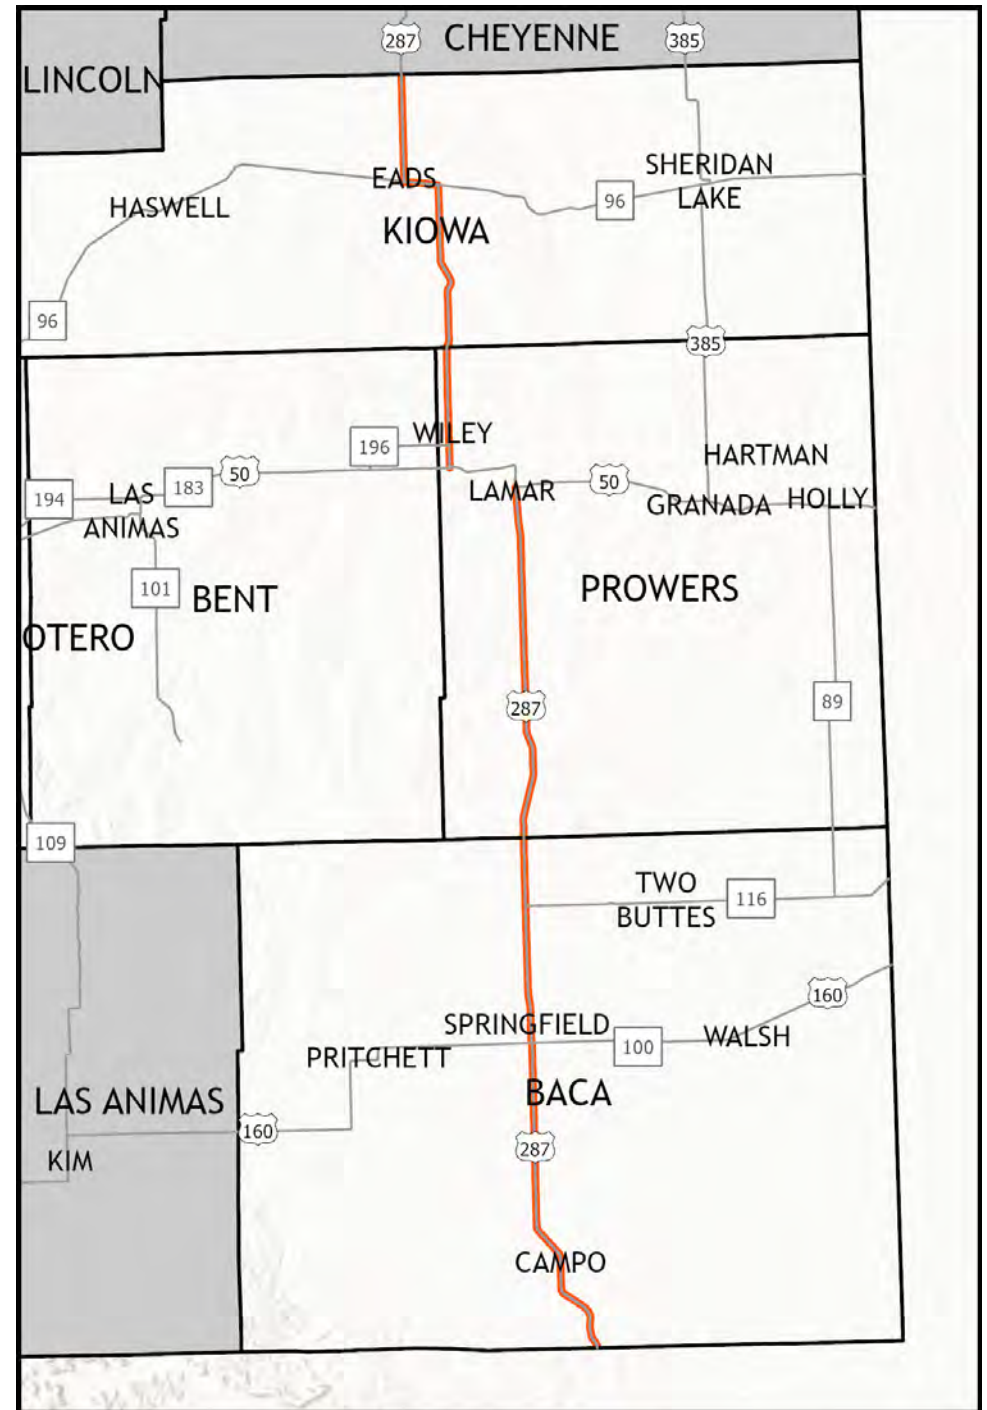 287
CHEYENNE
385
LINCOLN
SHERIDAN
LAKE
EADS
96
HASWELL
KIOWA
96
385
WILEY
196
HARTMAN
50
50
LAS
ANIMAS
183
194
LAMAR
GRANADA
HOLLY
101
BENT
PROWERS
OTERO
287
89
109
TWO
BUTTES
116
160
SPRINGFIELD
WALSH
100
PRITCHETT
BACA
LAS ANIMAS
160
287
KIM
CAMPO